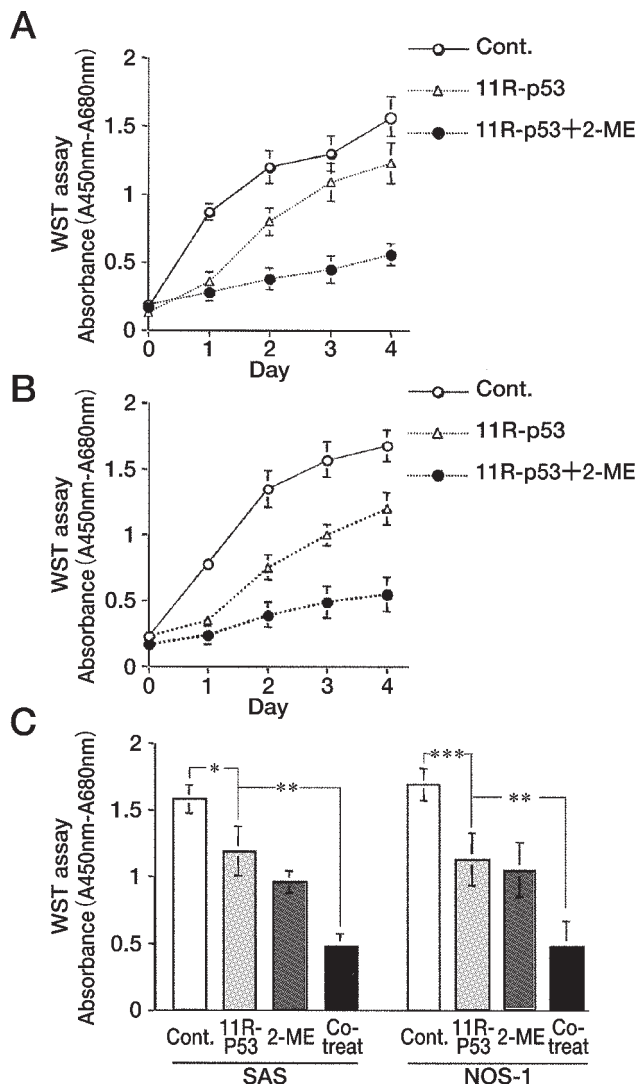 A
Cont.
11R-p53
11R-p53+2-ME
WST assay
Absorbance (A450nm-A680nm)
2
1.5
1
0.5
0
0 1 2 3 4
Day
B
Cont.
11R-p53
11R-p53+2-ME
WST assay
Absorbance (A450nm-A680nm)
2
1.5
1
0.5
0
0 1 2 3 4
Day
C
WST assay
Absorbance (A450nm-A680nm)
2
1.5
1
0.5
0
* ** *** **
Cont. 11R-P53 2-ME Co-treat Cont. 11R-P53 2-ME Co-treat
SAS NOS-1